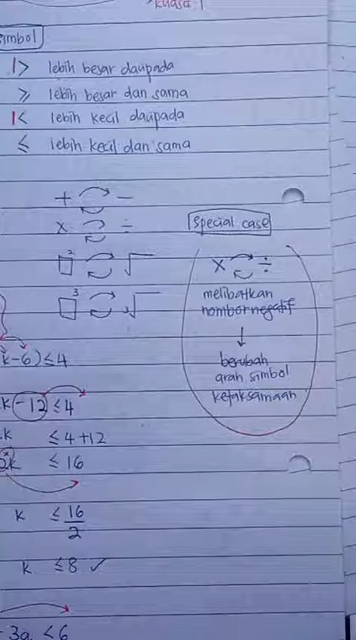 kuasa 1
simbol
> lebih besar daripada
≥ lebih besar dan sama
< lebih kecil daripada
≤ lebih kecil dan sama
+ −
× ÷
□² √
□³ ∛
special case
× ÷
melibatkan
nombor negatif
↓
berubah
arah simbol
ketaksamaan
k-6) ≤ 4
k -12 ≤ 4
k ≤ 4+12
2k ≤ 16
k ≤ 16/2
k ≤ 8 ✓
- 3a < 6